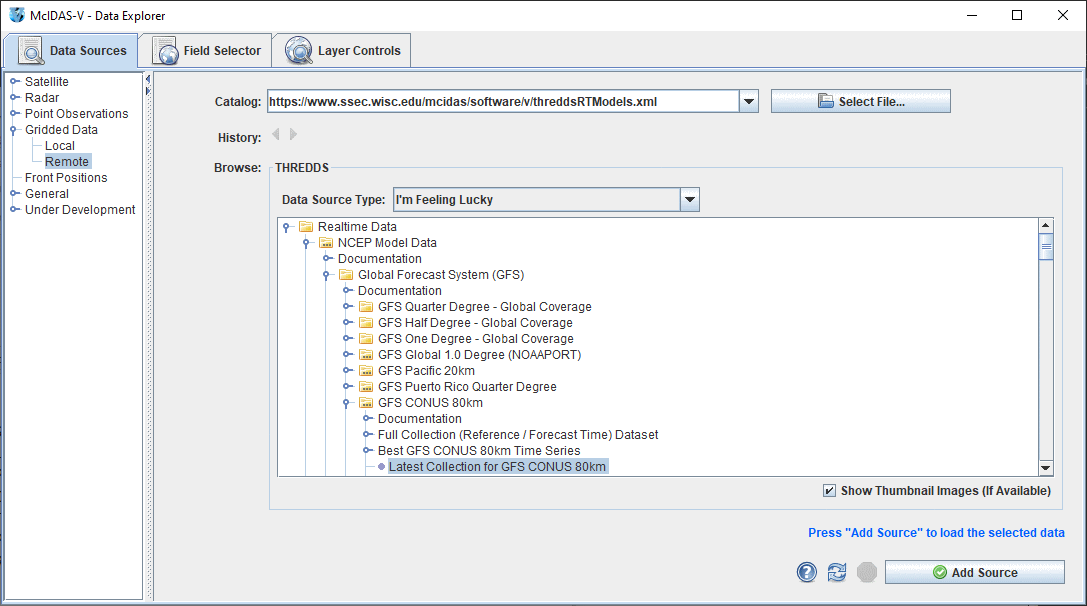 McIDAS-V - Data Explorer
Data Sources
Field Selector
Layer Controls
Satellite
Radar
Point Observations
Gridded Data
Local
Remote
Front Positions
General
Under Development
Catalog: https://www.ssec.wisc.edu/mcidas/software/v/threddsRTModels.xml Select File...
History:
Browse: THREDDS
Data Source Type: I'm Feeling Lucky
Realtime Data
NCEP Model Data
Documentation
Global Forecast System (GFS)
Documentation
GFS Quarter Degree - Global Coverage
GFS Half Degree - Global Coverage
GFS One Degree - Global Coverage
GFS Global 1.0 Degree (NOAAPORT)
GFS Pacific 20km
GFS Puerto Rico Quarter Degree
GFS CONUS 80km
Documentation
Full Collection (Reference / Forecast Time) Dataset
Best GFS CONUS 80km Time Series
Latest Collection for GFS CONUS 80km
Show Thumbnail Images (If Available)
Press "Add Source" to load the selected data
? Add Source